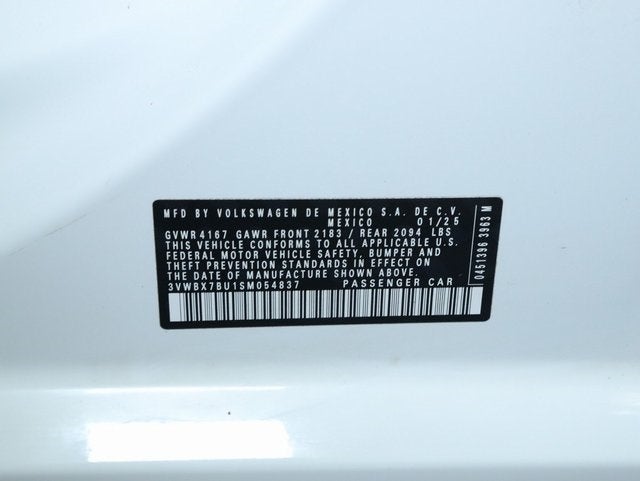 MFD BY VOLKSWAGEN DE MEXICO S.A. DE C.V.
MEXICO 01/25
GVWR 4167 GAWR FRONT 2183 / REAR 2094 LBS
THIS VEHICLE CONFORMS TO ALL APPLICABLE U.S.
FEDERAL MOTOR VEHICLE SAFETY, BUMPER AND
THEFT PREVENTION STANDARDS IN EFFECT ON THE
DATE OF MANUFACTURE SHOWN ABOVE.
3VWBX7BU1SM054837 PASSENGER CAR
0451396 3963 M